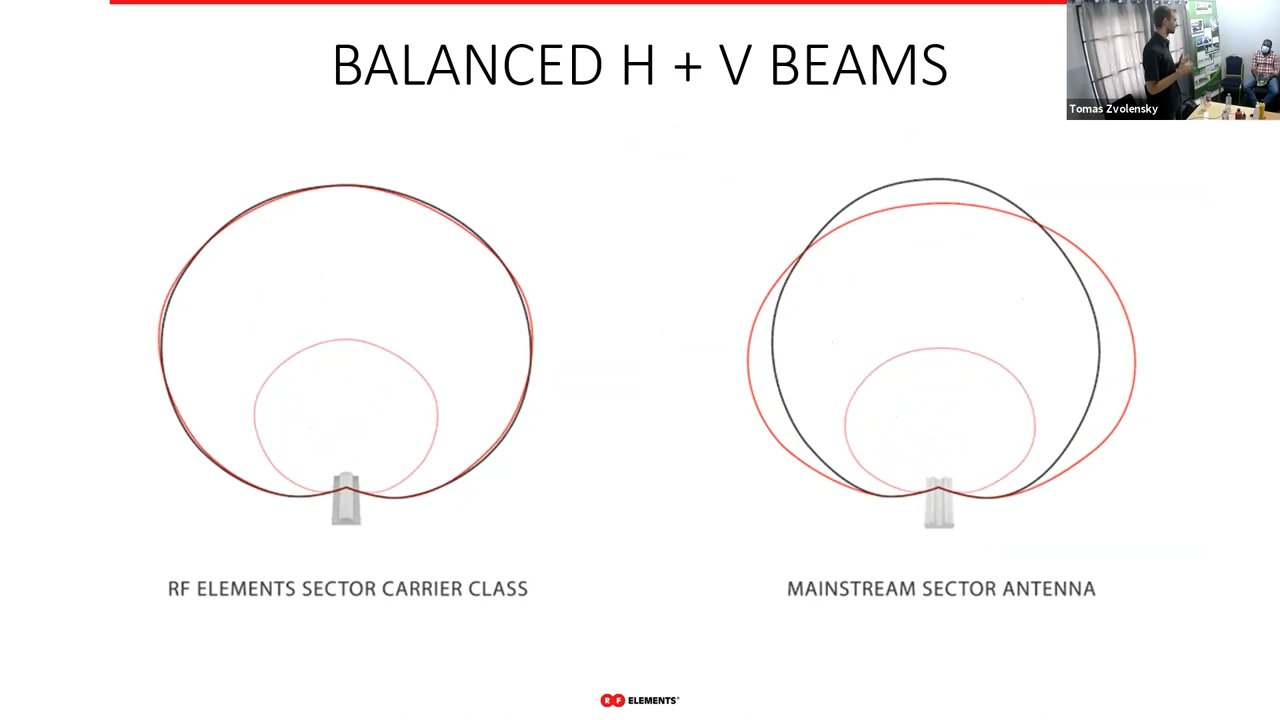 BALANCED H + V BEAMS
Tomas Zvolensky
RF ELEMENTS SECTOR CARRIER CLASS
MAINSTREAM SECTOR ANTENNA
RF ELEMENTS